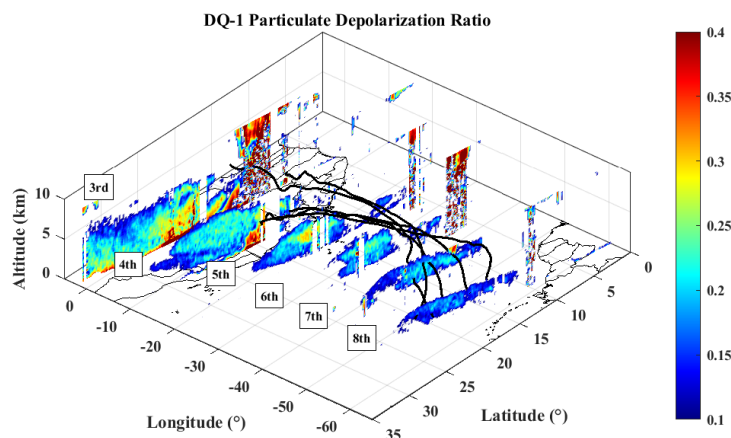 DQ-1 Particulate Depolarization Ratio
0.4
0.35
0.3
0.25
0.2
0.15
0.1
Altitude (km)
10
5
0
3rd
4th
5th
6th
7th
8th
0
-10
-20
-30
-40
-50
-60
Longitude (°)
0
5
10
15
20
25
30
35
Latitude (°)